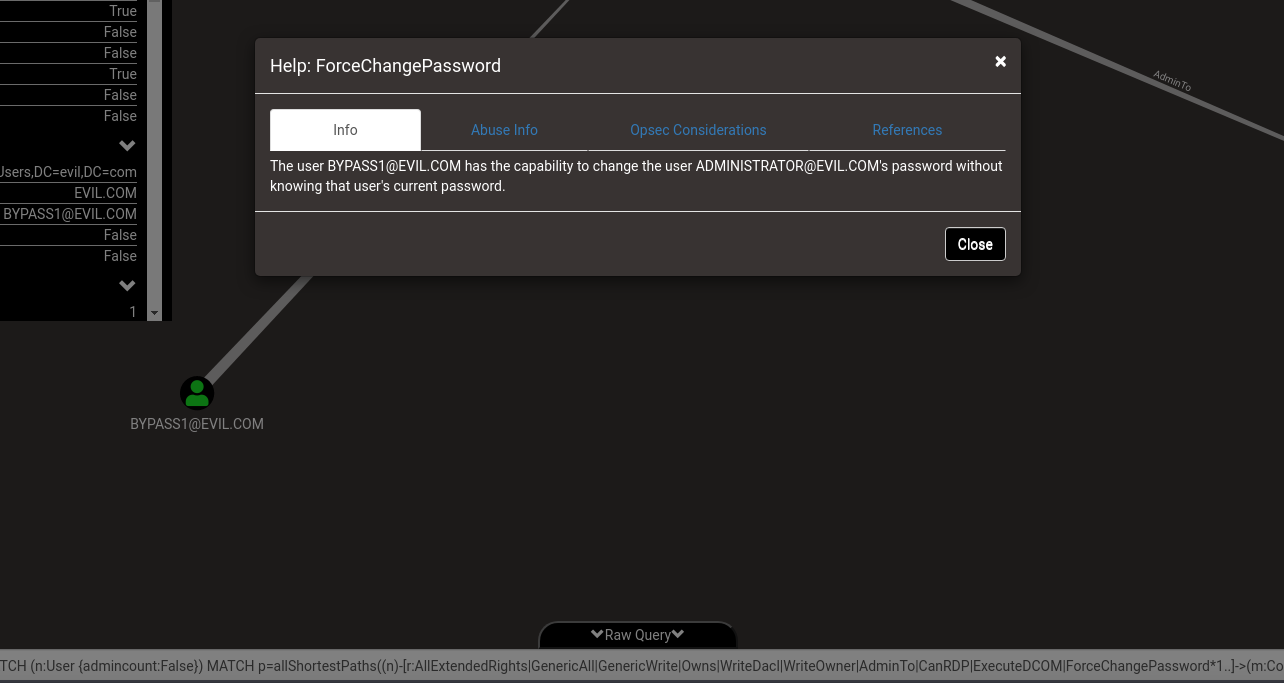 True
False
False
True
False
False
Users,DC=evil,DC=com
EVIL.COM
BYPASS1@EVIL.COM
False
False
1
Help: ForceChangePassword
×
Info Abuse Info Opsec Considerations References
The user BYPASS1@EVIL.COM has the capability to change the user ADMINISTRATOR@EVIL.COM's password without
knowing that user's current password.
Close
AdminTo
BYPASS1@EVIL.COM
Raw Query
TCH (n:User {admincount:False}) MATCH p=allShortestPaths((n)-[r:AllExtendedRights|GenericAll|GenericWrite|Owns|WriteDacl|WriteOwner|AdminTo|CanRDP|ExecuteDCOM|ForceChangePassword*1..]->(m:Co